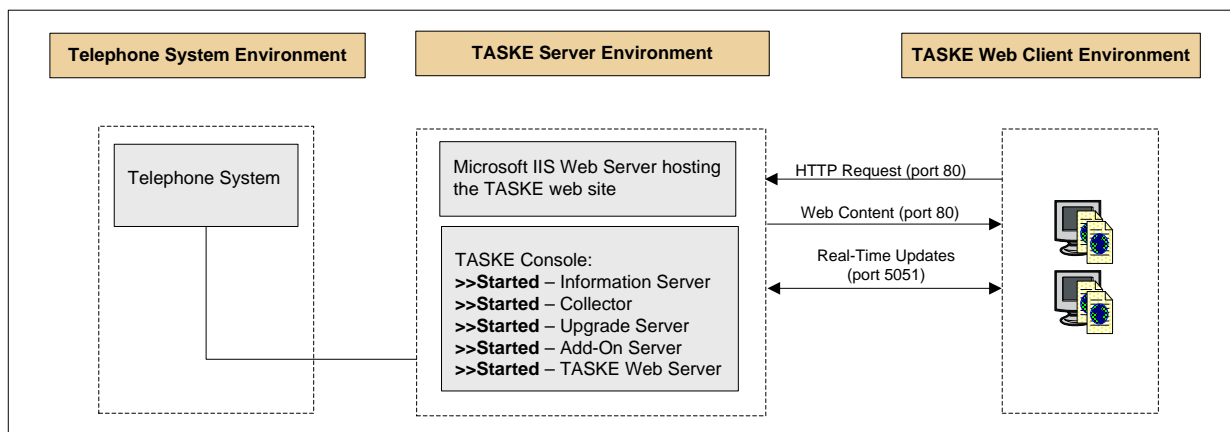 Telephone System Environment
TASKE Server Environment
TASKE Web Client Environment
Telephone System
Microsoft IIS Web Server hosting
the TASKE web site
TASKE Console:
>>Started – Information Server
>>Started – Collector
>>Started – Upgrade Server
>>Started – Add-On Server
>>Started – TASKE Web Server
HTTP Request (port 80)
Web Content (port 80)
Real-Time Updates
(port 5051)